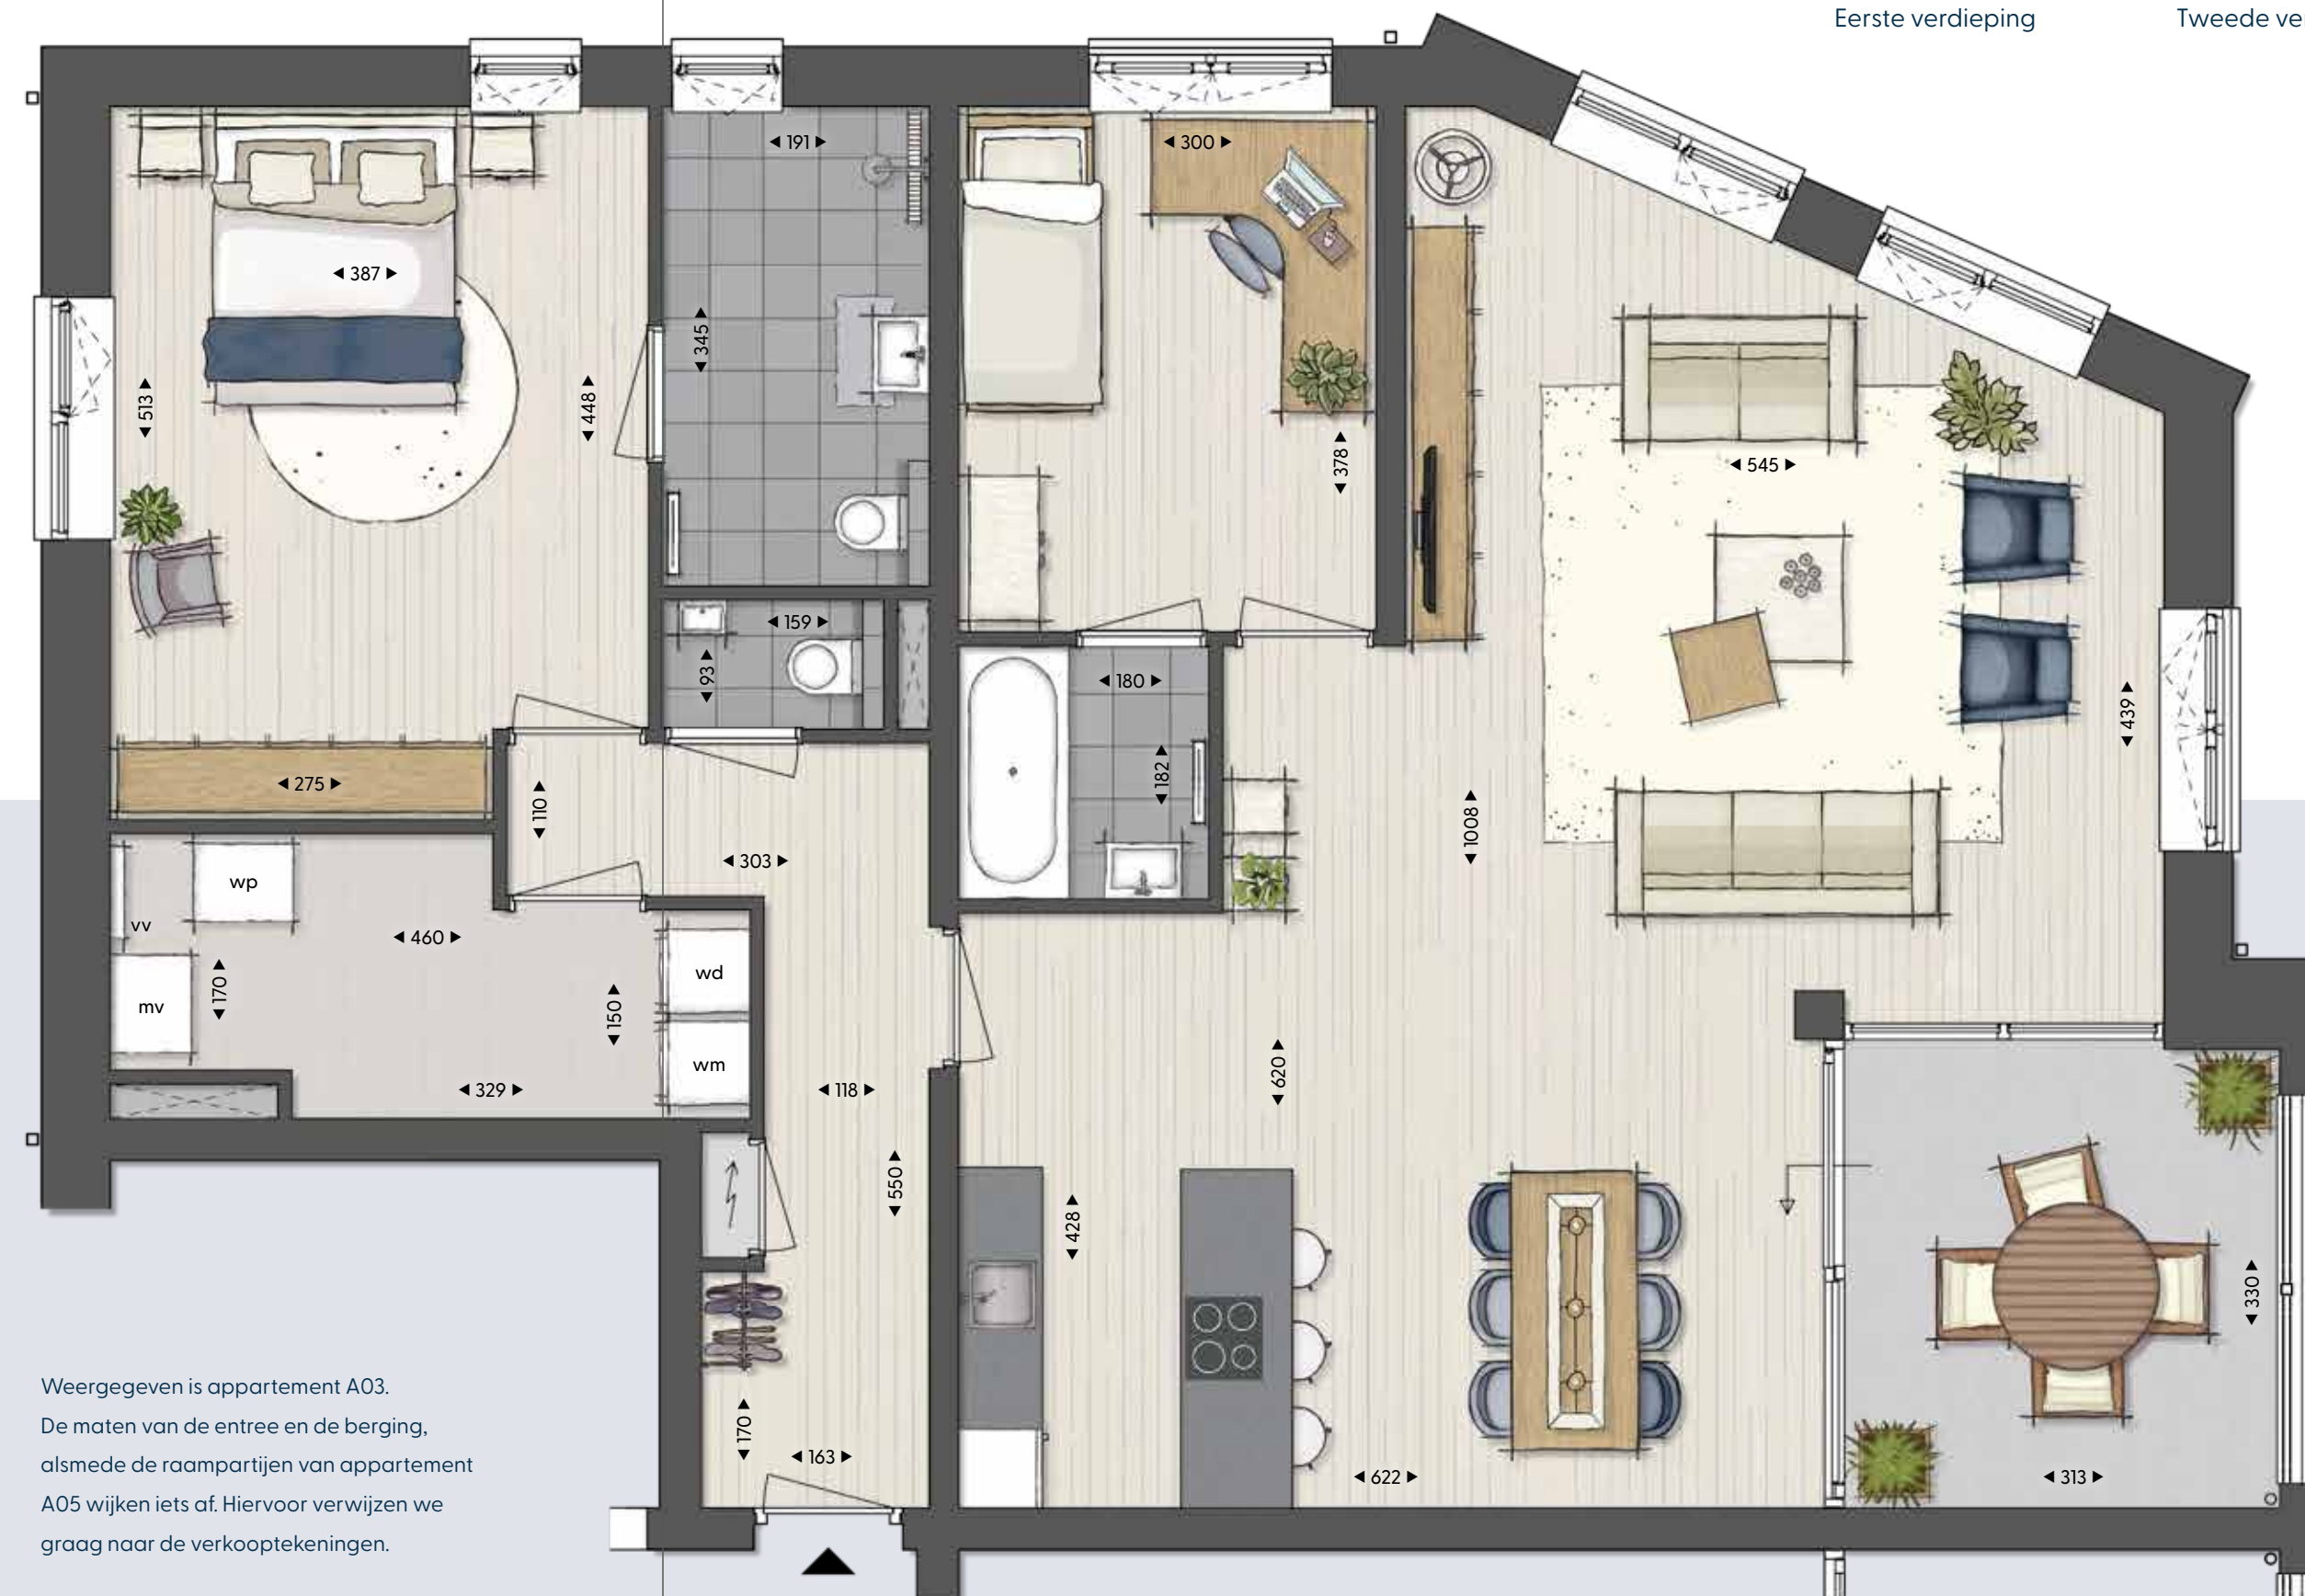 Eerste verdieping
Tweede ve
191
300
387
345
513
448
378
545
159
93
180
439
182
275
110
1008
303
wp
vv
460
wd
170
mv
150
620
wm
329
118
550
428
330
Weergegeven is appartement A03.
De maten van de entree en de berging,
alsmede de raampartijen van appartement
A05 wijken iets af. Hiervoor verwijzen we
graag naar de verkooptekeningen.
170
163
622
313